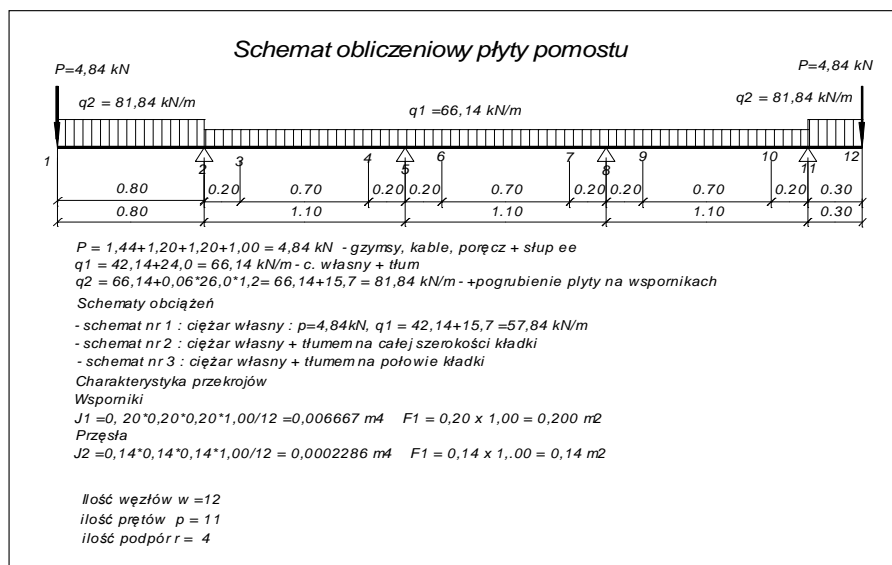 Schemat obliczeniowy płyty pomostu
P=4,84 kN
P=4,84 kN
q2 = 81,84 kN/m
q1 =66,14 kN/m
q2 = 81,84 kN/m
1 2 3 4 5 6 7 8 9 10 11 12
0.80 0.20 0.70 0.20 0.20 0.70 0.20 0.20 0.70 0.20 0.30
0.80 1.10 1.10 1.10 0.30
P = 1,44+1,20+1,20+1,00 = 4,84 kN - gzymsy, kable, poręcz + słup ee
q1 = 42,14+24,0 = 66,14 kN/m - c. własny + tłum
q2 = 66,14+0,06*26,0*1,2= 66,14+15,7 = 81,84 kN/m - +pogrubienie plyty na wspornikach
Schematy obciążeń
- schemat nr 1 : ciężar własny : p=4,84kN, q1 = 42,14+15,7 =57,84 kN/m
- schemat nr 2 : ciężar własny + tłumem na całej szerokości kładki
- schemat nr 3 : ciężar własny + tłumem na połowie kładki
Charakterystyka przekrojów
Wsporniki
J1 =0, 20*0,20*0,20*1,00/12 =0,006667 m4 F1 = 0,20 x 1,00 = 0,200 m2
Przęsła
J2 =0,14*0,14*0,14*1,00/12 = 0,0002286 m4 F1 = 0,14 x 1,.00 = 0,14 m2
Ilość węzłów w =12
ilość prętów p = 11
ilość podpór r = 4